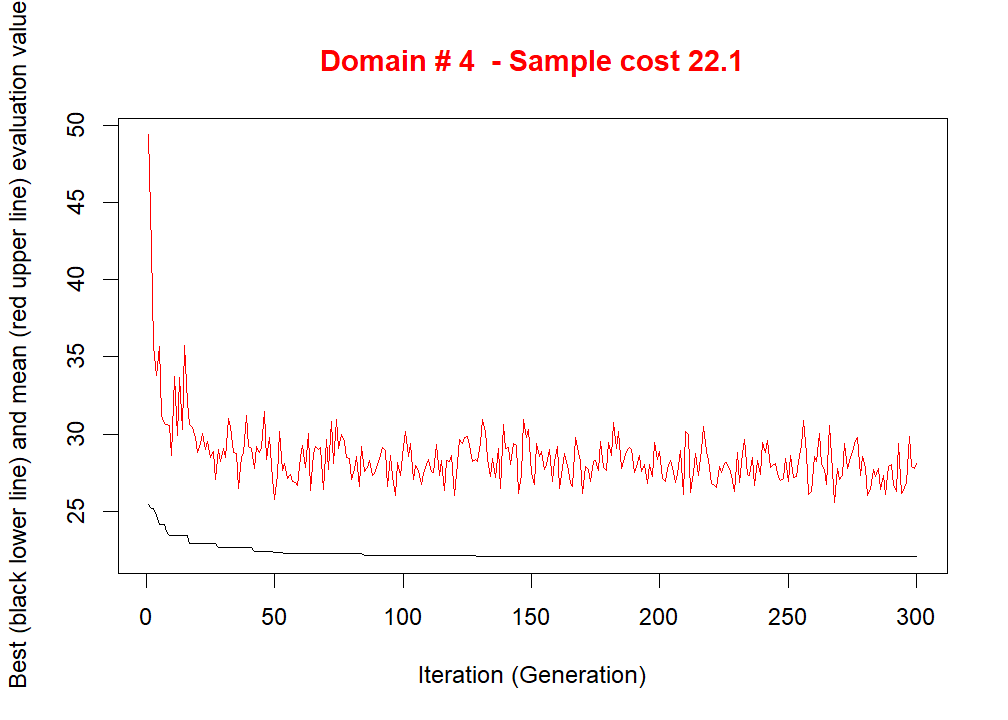 Domain # 4  - Sample cost 22.1
Best (black lower line) and mean (red upper line) evaluation value
50
45
40
35
30
25
0 50 100 150 200 250 300
Iteration (Generation)